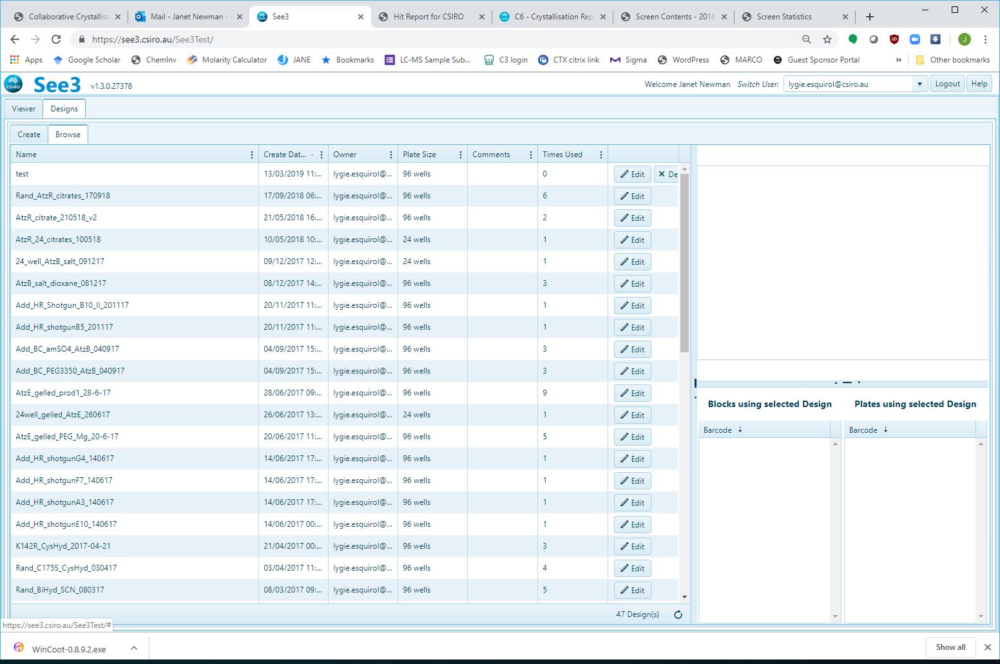 Collaborative Crystallisa
Mail - Janet Newman -
See3
Hit Report for CSIRO
C6 - Crystallisation Rep
Screen Contents - 2018
Screen Statistics
https://see3.csiro.au/See3Test/
J
Apps
Google Scholar
ChemInv
Molarity Calculator
JANE
Bookmarks
LC-MS Sample Sub...
C3 login
CTX citrix link
Sigma
WordPress
MARCO
Guest Sponsor Portal
»
Other bookmarks
CSIRO See3 v1.3.0.27378
Welcome Janet Newman Switch User: lygie.esquirol@csiro.au Logout Help
Viewer Designs
Create Browse
Name Create Dat... Owner Plate Size Comments Times Used
test 13/03/2019 11:... lygie.esquirol@... 96 wells 0 Edit De
Rand_AtzR_citrates_170918 17/09/2018 06:... lygie.esquirol@... 96 wells 6 Edit
AtzR_citrate_210518_v2 21/05/2018 16:... lygie.esquirol@... 96 wells 2 Edit
AtzR_24_citrates_100518 10/05/2018 10:... lygie.esquirol@... 24 wells 1 Edit
24_well_AtzB_salt_091217 09/12/2017 12:... lygie.esquirol@... 24 wells 1 Edit
AtzB_salt_dioxane_081217 08/12/2017 14:... lygie.esquirol@... 96 wells 3 Edit
Add_HR_Shotgun_B10_II_201117 20/11/2017 11:... lygie.esquirol@... 96 wells 1 Edit
Add_HR_shotgunB5_201117 20/11/2017 11:... lygie.esquirol@... 96 wells 1 Edit
Add_BC_amSO4_AtzB_040917 04/09/2017 15:... lygie.esquirol@... 96 wells 3 Edit
Add_BC_PEG3350_AtzB_040917 04/09/2017 15:... lygie.esquirol@... 96 wells 3 Edit
AtzE_gelled_prod1_28-6-17 28/06/2017 09:... lygie.esquirol@... 96 wells 9 Edit
24well_gelled_AtzE_260617 26/06/2017 13:... lygie.esquirol@... 24 wells 1 Edit
AtzE_gelled_PEG_Mg_20-6-17 20/06/2017 11:... lygie.esquirol@... 96 wells 5 Edit
Add_HR_shotgunG4_140617 14/06/2017 17:... lygie.esquirol@... 96 wells 1 Edit
Add_HR_shotgunF7_140617 14/06/2017 17:... lygie.esquirol@... 96 wells 1 Edit
Add_HR_shotgunA3_140617 14/06/2017 17:... lygie.esquirol@... 96 wells 1 Edit
Add_HR_shotgunE10_140617 14/06/2017 00:... lygie.esquirol@... 96 wells 1 Edit
K142R_CysHyd_2017-04-21 21/04/2017 00:... lygie.esquirol@... 96 wells 3 Edit
Rand_C175S_CysHyd_030417 03/04/2017 11:... lygie.esquirol@... 96 wells 4 Edit
Rand_BiHyd_SCN_080317 08/03/2017 09:... lygie.esquirol@... 96 wells 5 Edit
47 Design(s)
Blocks using selected Design
Barcode
Plates using selected Design
Barcode
https://see3.csiro.au/See3Test/#
WinCoot-0.8.9.2.exe
Show all